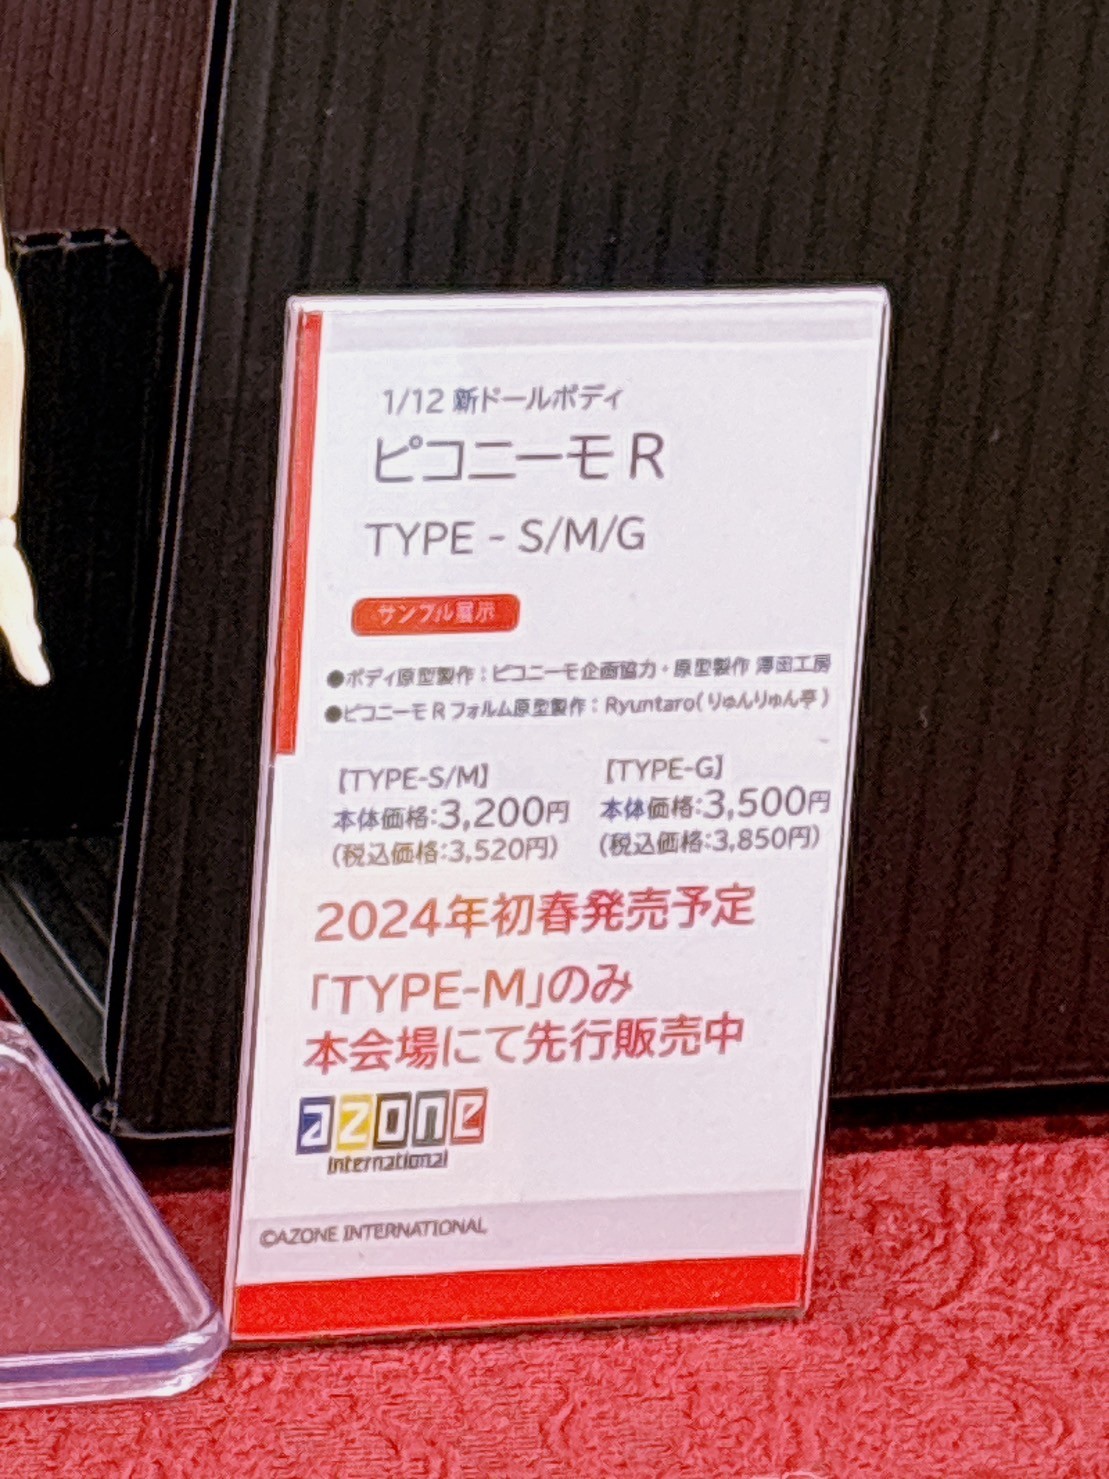 1/12 新ドールボディ
ピコニーモ R
TYPE - S/M/G
サンプル展示
●ボディ原型製作：ピコニーモ企画協力・原型製作 澤田工房
●ピコニーモ R フォルム原型製作：Ryuntaro(りゅんりゅん亭)
【TYPE-S/M】
本体価格:3,200円
(税込価格:3,520円)
【TYPE-G】
本体価格:3,500円
(税込価格:3,850円)
2024年初春発売予定
「TYPE-M」のみ
本会場にて先行販売中
azone
international
©AZONE INTERNATIONAL